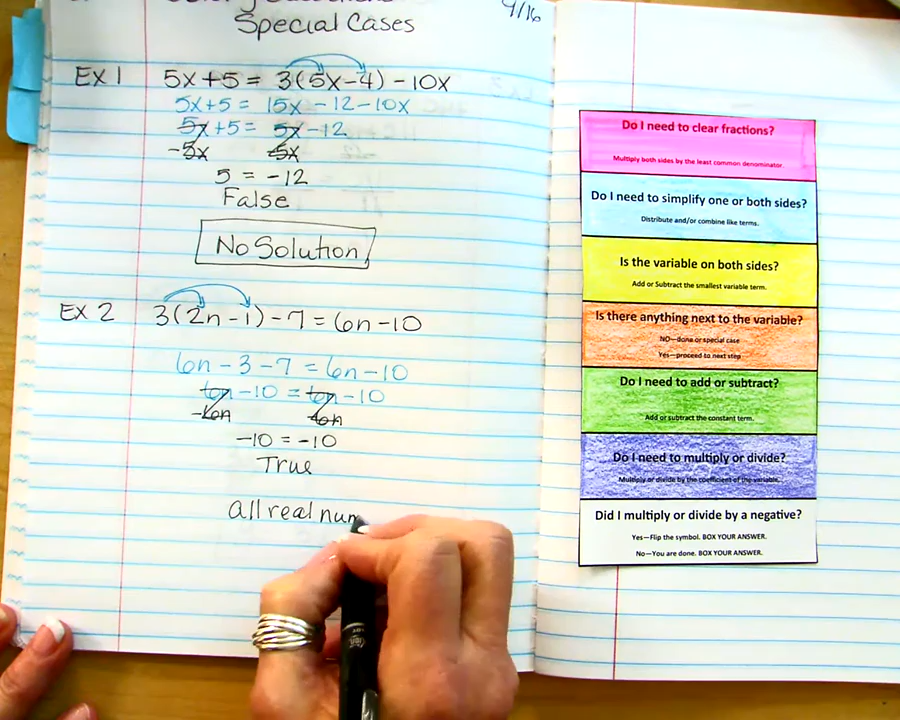 Special Cases
9/16
Ex 1 5x+5 = 3(5x-4) - 10x
5x+5 = 15x - 12 - 10x
5x +5 = 5x -12
-5x -5x
5 = -12
False
No Solution
Ex 2 3(2n - 1) - 7 = 6n - 10
6n - 3 - 7 = 6n - 10
6n - 10 = 6n - 10
-6n -6n
-10 = -10
True
all real num
Do I need to clear fractions?
Multiply both sides by the least common denominator.
Do I need to simplify one or both sides?
Distribute and/or combine like terms.
Is the variable on both sides?
Add or Subtract the smallest variable term.
Is there anything next to the variable?
NO—done or special case
Yes—proceed to next step
Do I need to add or subtract?
Add or subtract the constant term.
Do I need to multiply or divide?
Multiply or divide by the coefficient of the variable.
Did I multiply or divide by a negative?
Yes—Flip the symbol. BOX YOUR ANSWER.
No—You are done. BOX YOUR ANSWER.